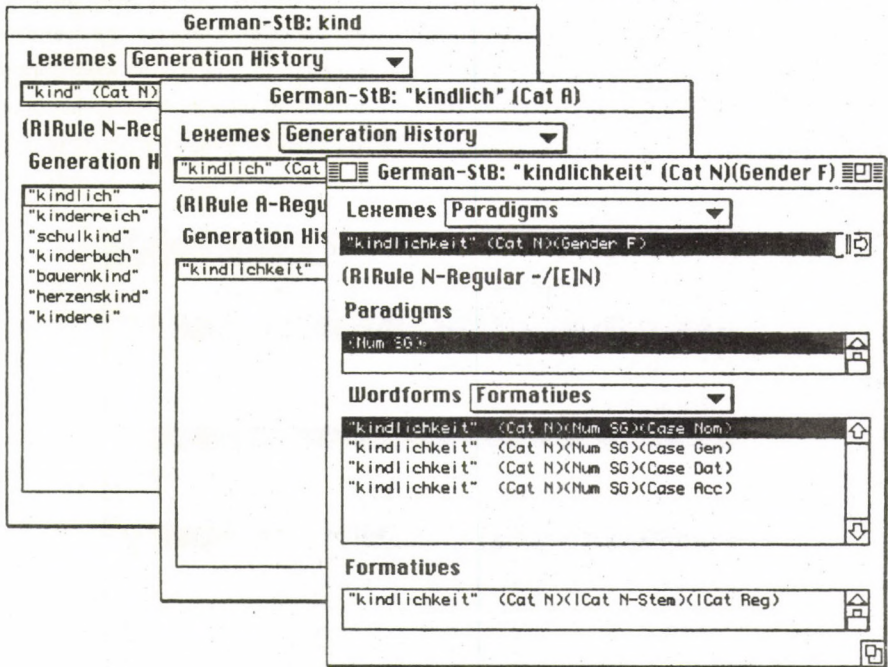 German-StB: kind
Lexemes Generation History
"kind" (Cat N)
(RIRule N-Reg
Generation H
"kindlich"
"kinderreich"
"schulkind"
"kinderbuch"
"bauernkind"
"herzenskind"
"kinderei"
German-StB: "kindlich" (Cat A)
Lexemes Generation History
"kindlich" (Cat
(RIRule A-Regu
Generation His
"kindlichkeit"
German-StB: "kindlichkeit" (Cat N)(Gender F)
Lexemes Paradigms
"kindlichkeit" (Cat N)(Gender F)
(RIRule N-Regular -/[E]N)
Paradigms
(Num SG)
Wordforms Formatives
"kindlichkeit" (Cat N)(Num SG)(Case Nom)
"kindlichkeit" (Cat N)(Num SG)(Case Gen)
"kindlichkeit" (Cat N)(Num SG)(Case Dat)
"kindlichkeit" (Cat N)(Num SG)(Case Acc)
Formatives
"kindlichkeit" (Cat N)(ICat N-Stem)(ICat Reg)